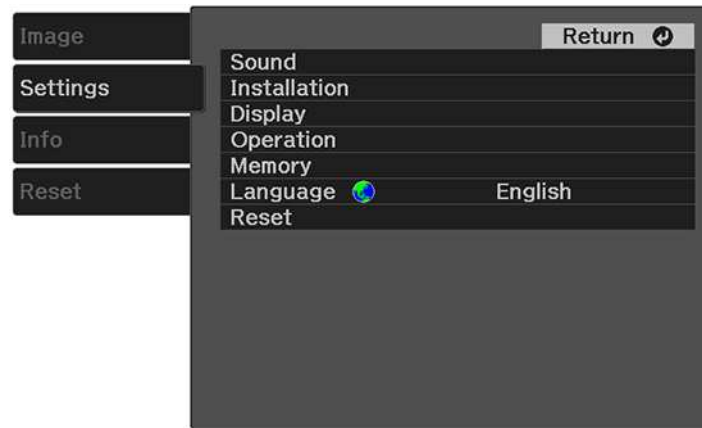 Image
Settings
Info
Reset
Return
Sound
Installation
Display
Operation
Memory
Language English
Reset